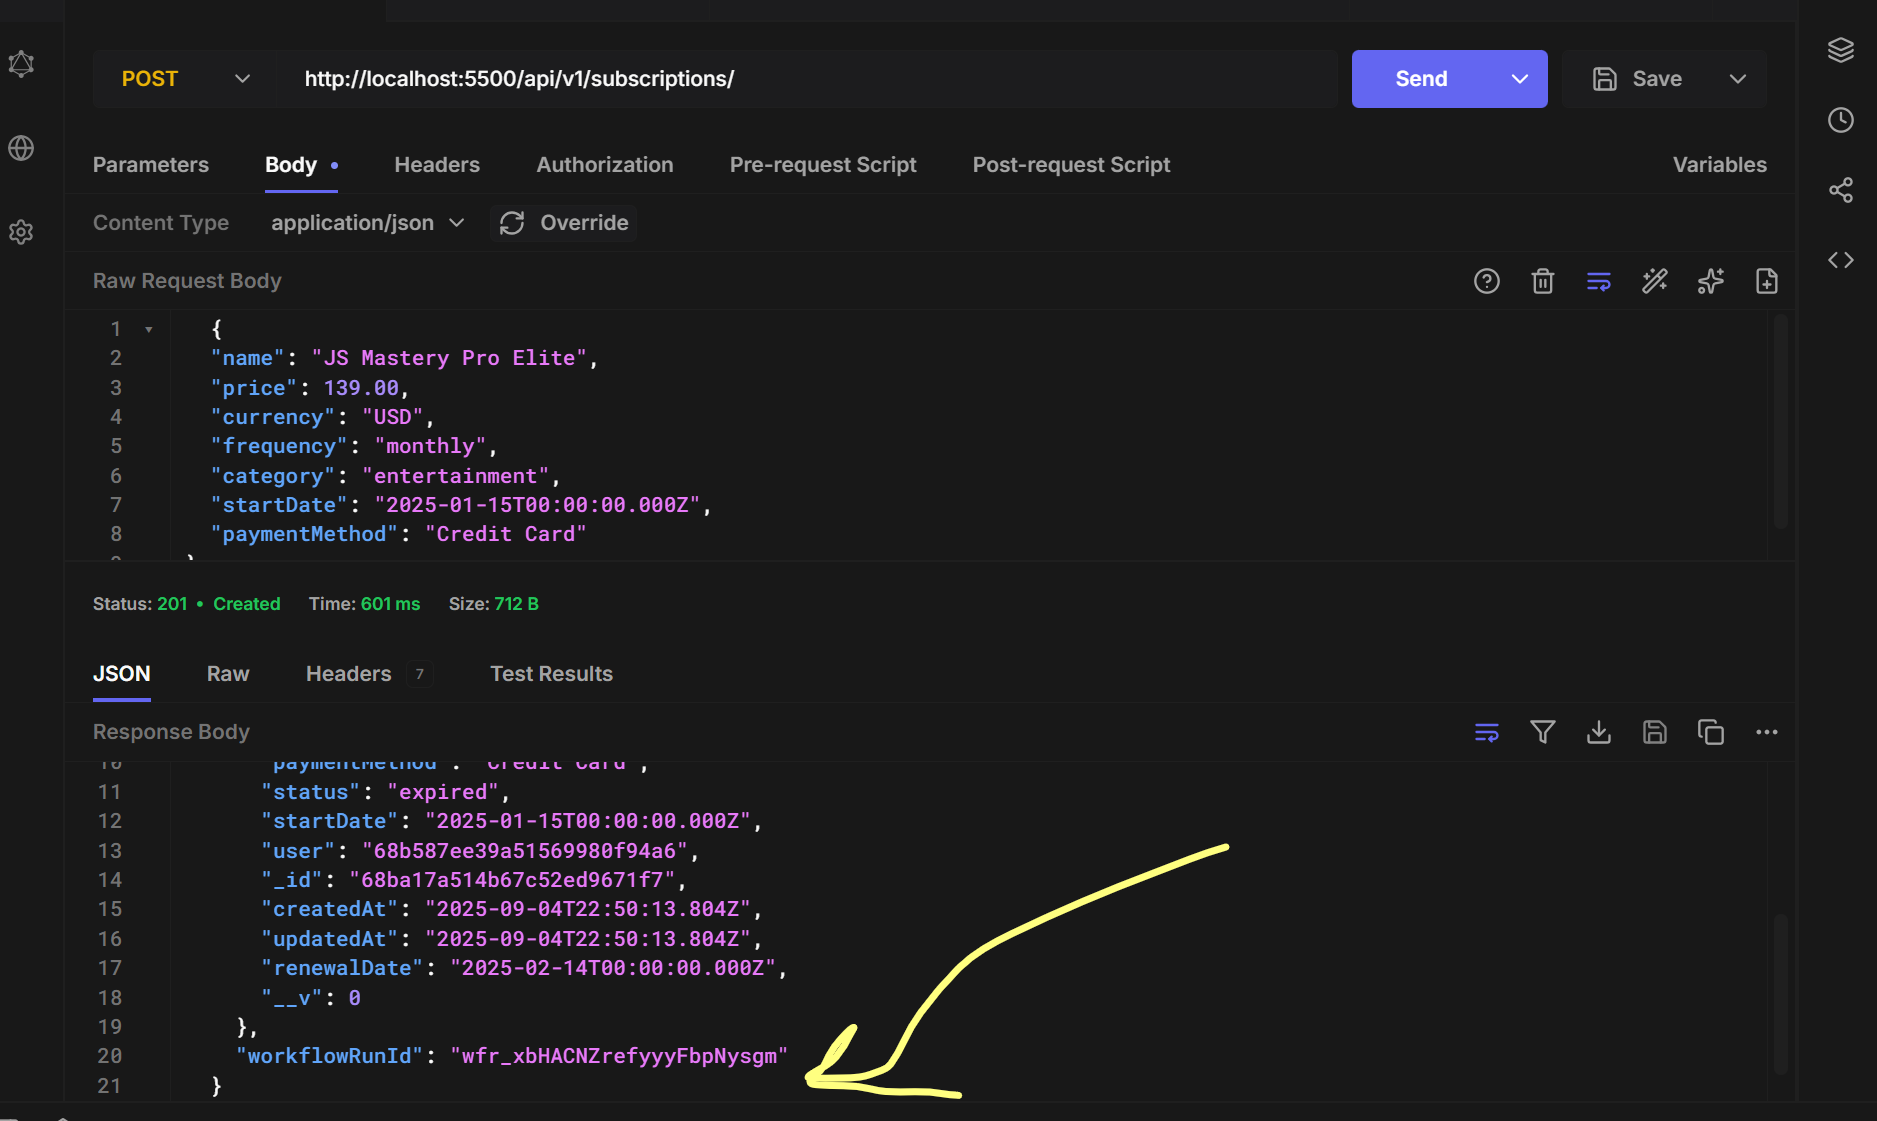 POST
http://localhost:5500/api/v1/subscriptions/
Send
Save
Parameters Body Headers Authorization Pre-request Script Post-request Script Variables
Content Type application/json Override
Raw Request Body
1 {
2 "name": "JS Mastery Pro Elite",
3 "price": 139.00,
4 "currency": "USD",
5 "frequency": "monthly",
6 "category": "entertainment",
7 "startDate": "2025-01-15T00:00:00.000Z",
8 "paymentMethod": "Credit Card"
Status: 201 • Created Time: 601 ms Size: 712 B
JSON Raw Headers 7 Test Results
Response Body
10 "paymentMethod": "Credit Card",
11 "status": "expired",
12 "startDate": "2025-01-15T00:00:00.000Z",
13 "user": "68b587ee39a51569980f94a6",
14 "_id": "68ba17a514b67c52ed9671f7",
15 "createdAt": "2025-09-04T22:50:13.804Z",
16 "updatedAt": "2025-09-04T22:50:13.804Z",
17 "renewalDate": "2025-02-14T00:00:00.000Z",
18 "__v": 0
19 },
20 "workflowRunId": "wfr_xbHACNZrefyyyFbpNysgm"
21 }